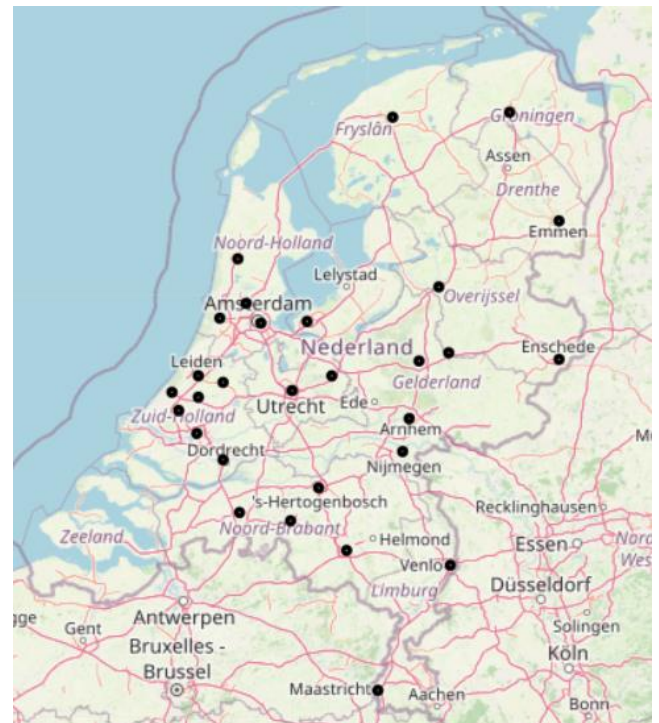 Fryslân
Groningen
Assen
Drenthe
Emmen
Noord-Holland
Lelystad
Overijssel
Amsterdam
Nederland
Enschede
Leiden
Gelderland
Utrecht
Ede
Zuid-Holland
Arnhem
Dordrecht
Nijmegen
's-Hertogenbosch
Recklinghausen
Zeeland
Noord-Brabant
Helmond
Essen
Venlo
Limburg
Düsseldorf
Antwerpen
Gent
Solingen
Bruxelles -
Brussel
Köln
Maastricht
Aachen
Bonn